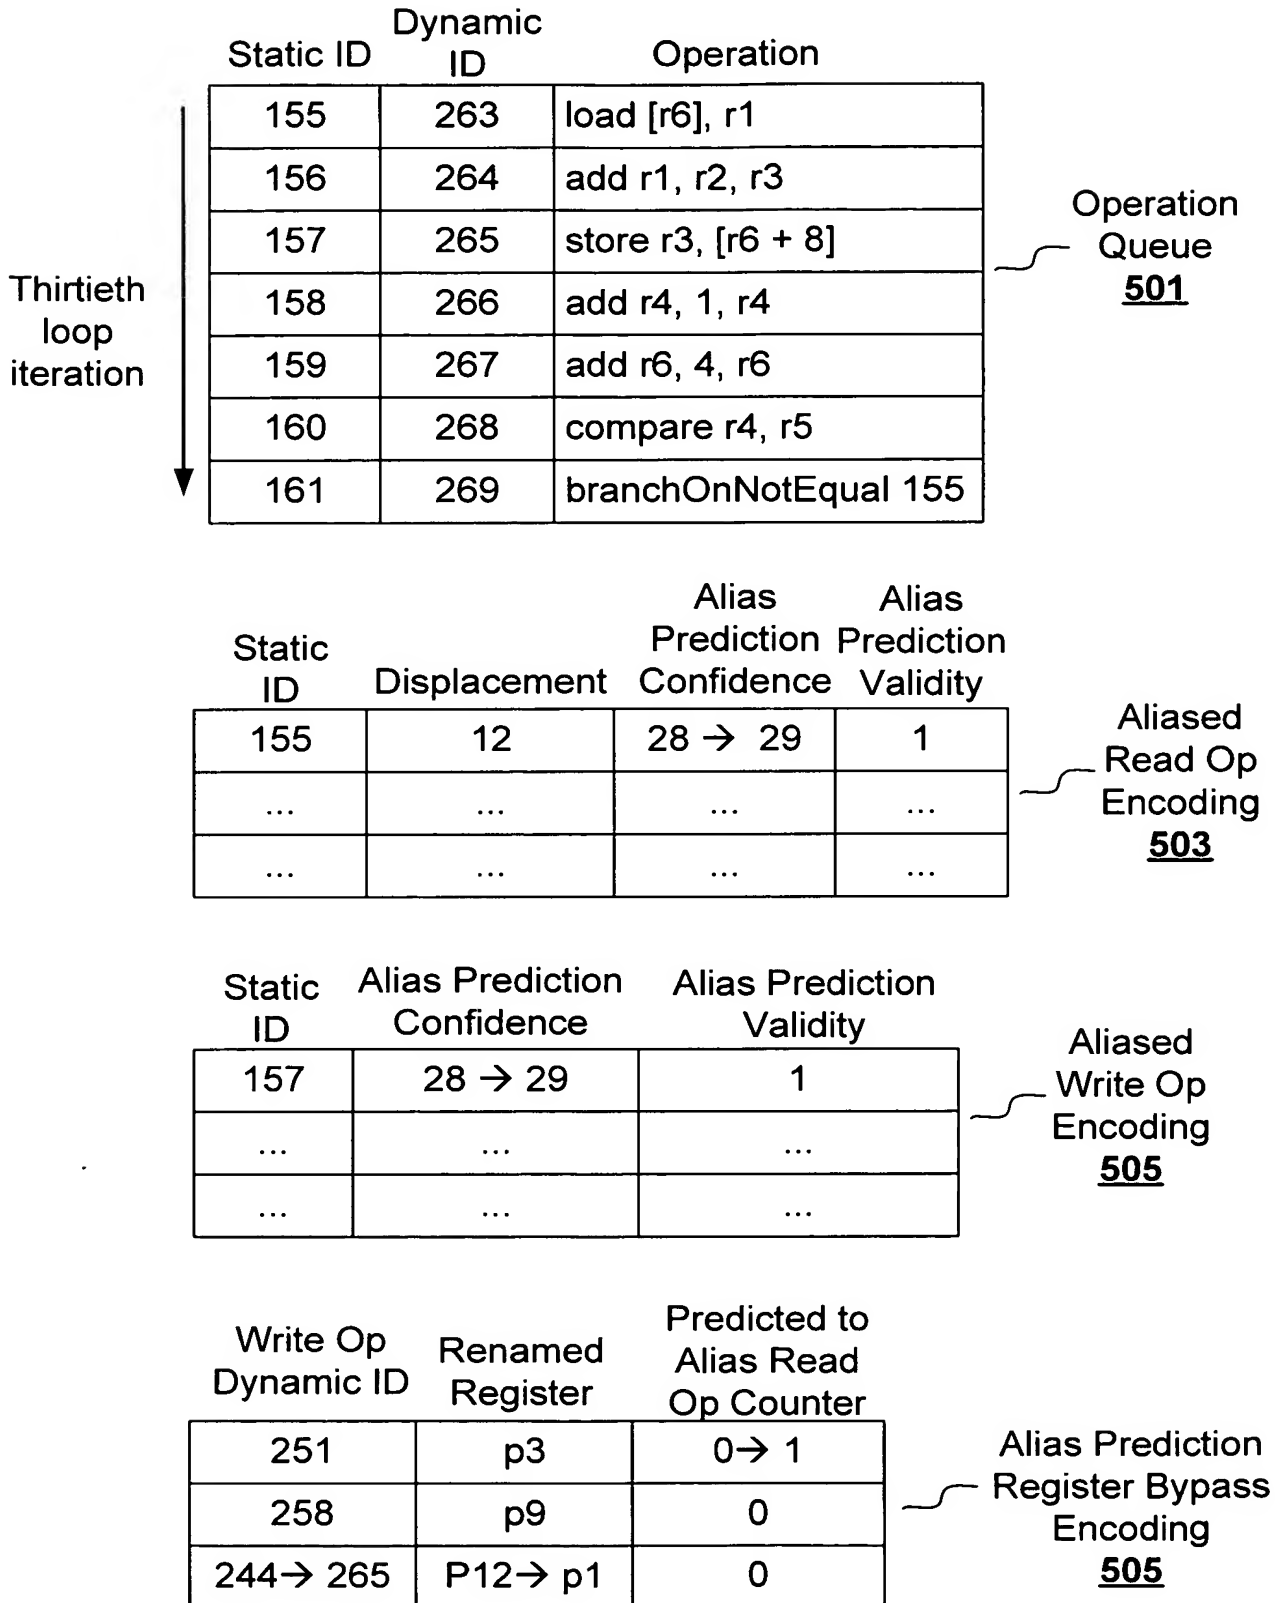 Static ID Dynamic ID Operation
155 263 load [r6], r1
156 264 add r1, r2, r3
157 265 store r3, [r6 + 8]
158 266 add r4, 1, r4
159 267 add r6, 4, r6
160 268 compare r4, r5
161 269 branchOnNotEqual 155
Thirtieth
loop
iteration
Operation
Queue
501
Static ID Displacement Alias Prediction Confidence Alias Prediction Validity
155 12 28 → 29 1
... ... ... ...
... ... ... ...
Aliased
Read Op
Encoding
503
Static ID Alias Prediction Confidence Alias Prediction Validity
157 28 → 29 1
... ... ...
... ... ...
Aliased
Write Op
Encoding
505
Write Op Dynamic ID Renamed Register Predicted to Alias Read Op Counter
251 p3 0→ 1
258 p9 0
244→ 265 P12→ p1 0
Alias Prediction
Register Bypass
Encoding
505